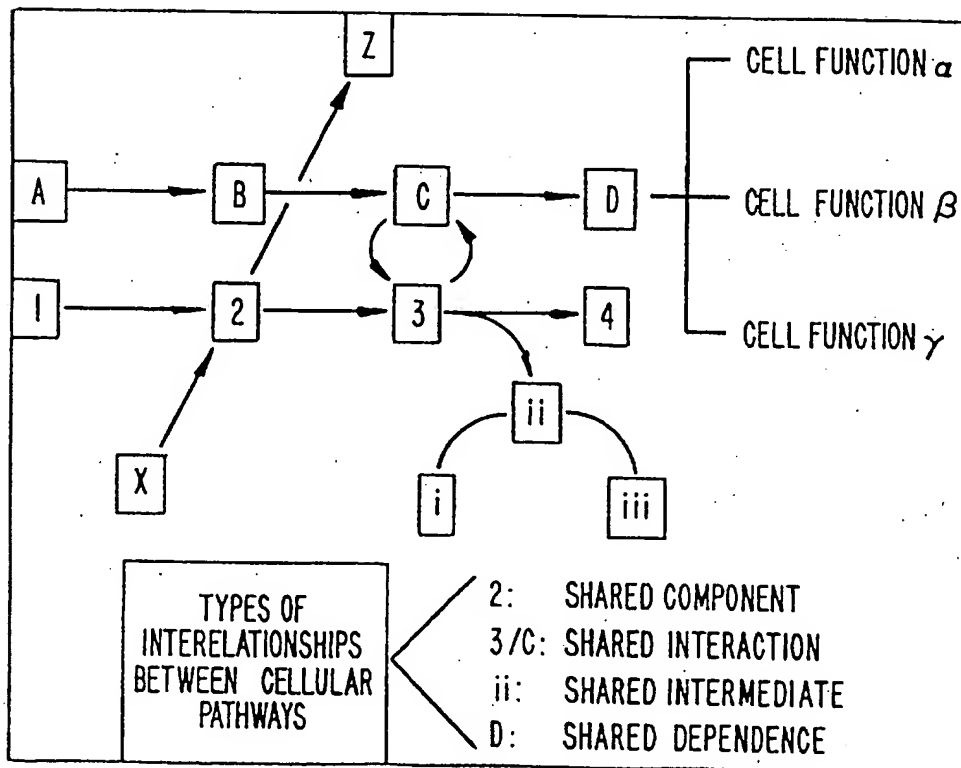 Z
CELL FUNCTION α
A
B
C
D
CELL FUNCTION β
1
2
3
4
CELL FUNCTION γ
ii
X
i
iii
TYPES OF
INTERELATIONSHIPS
BETWEEN CELLULAR
PATHWAYS
2: SHARED COMPONENT
3/C: SHARED INTERACTION
ii: SHARED INTERMEDIATE
D: SHARED DEPENDENCE